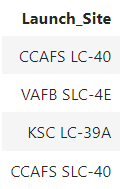 Launch_Site
CCAFS LC-40
VAFB SLC-4E
KSC LC-39A
CCAFS SLC-40